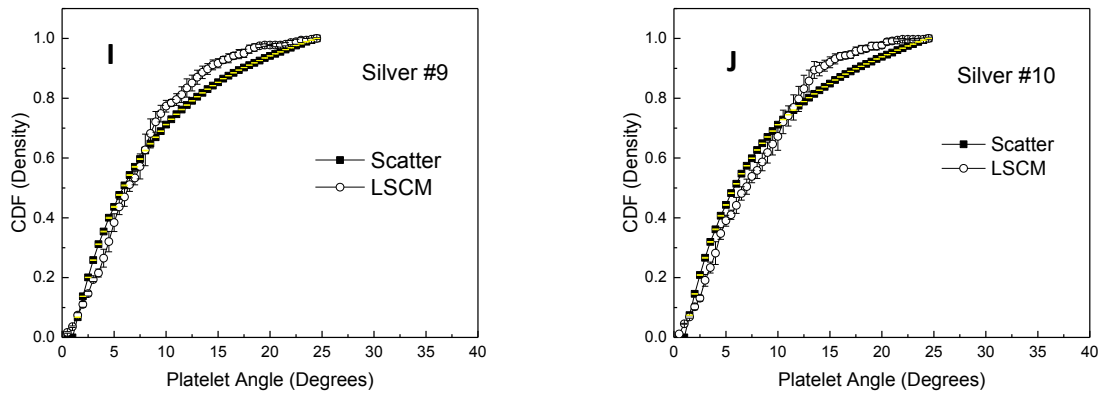 I
Silver #9
Scatter
LSCM
CDF (Density)
1.0
0.8
0.6
0.4
0.2
0.0
0 5 10 15 20 25 30 35 40
Platelet Angle (Degrees)
J
Silver #10
Scatter
LSCM
CDF (Density)
1.0
0.8
0.6
0.4
0.2
0.0
0 5 10 15 20 25 30 35 40
Platelet Angle (Degrees)